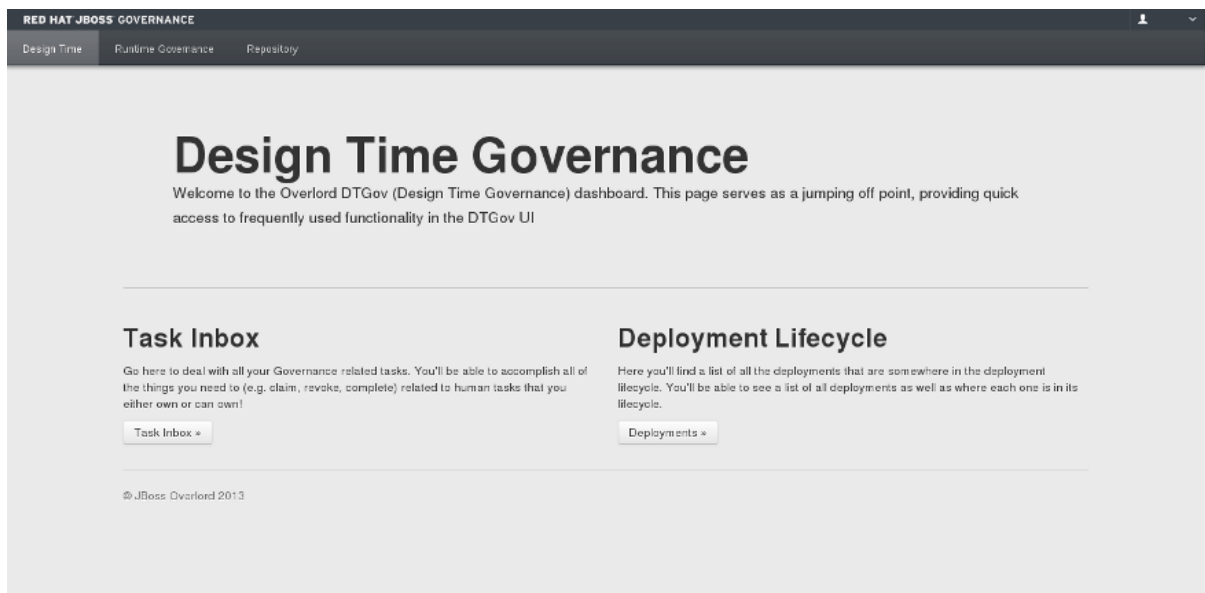 RED HAT JBOSS GOVERNANCE
Design Time Runtime Governance Repository
Design Time Governance
Welcome to the Overlord DTGov (Design Time Governance) dashboard. This page serves as a jumping off point, providing quick
access to frequently used functionality in the DTGov UI
Task Inbox
Go here to deal with all your Governance related tasks. You'll be able to accomplish all of
the things you need to (e.g. claim, revoke, complete) related to human tasks that you
either own or can own!
Task Inbox »
Deployment Lifecycle
Here you'll find a list of all the deployments that are somewhere in the deployment
lifecycle. You'll be able to see a list of all deployments as well as where each one is in its
lifecycle.
Deployments »
© JBoss Overlord 2013